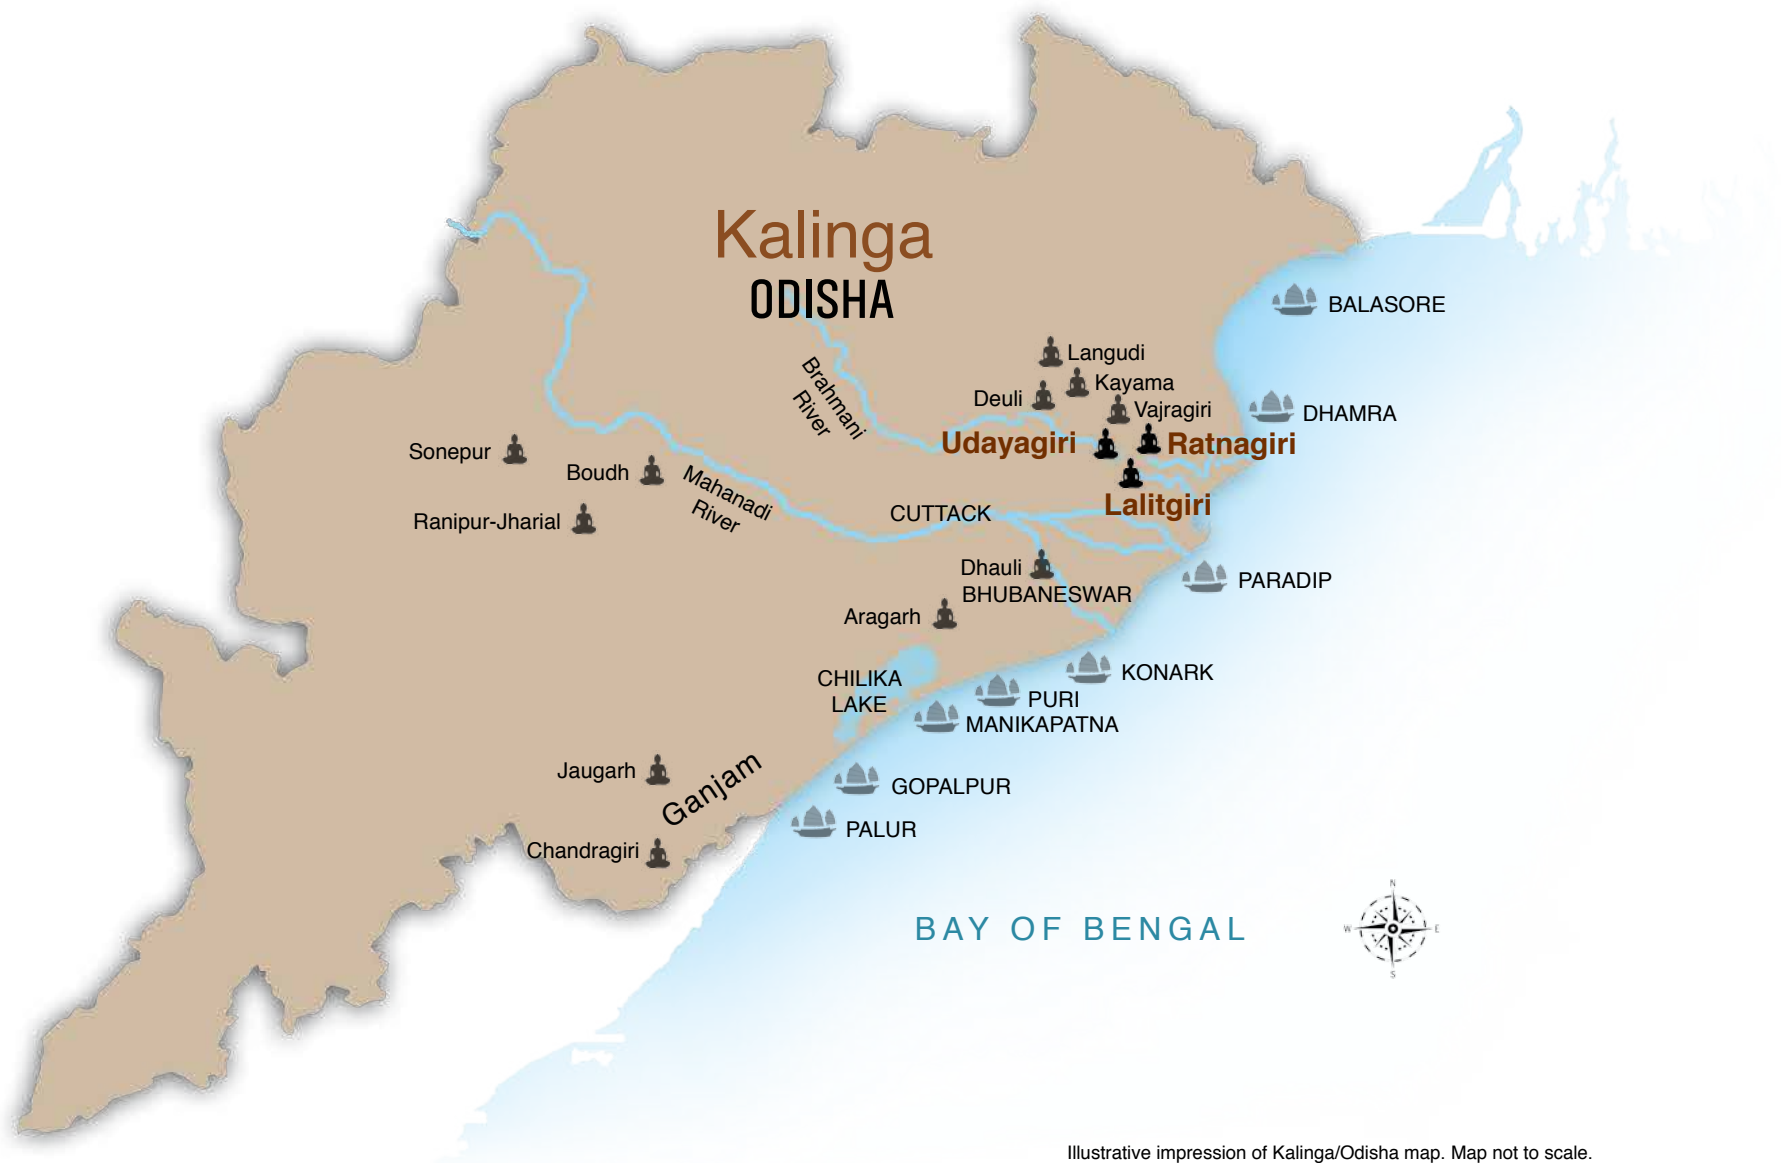 Kalinga
ODISHA
BALASORE
Langudi
Kayama
Deuli
Vajragiri
DHAMRA
Brahmani
River
Udayagiri
Ratnagiri
Sonepur
Boudh
Mahanadi
River
Lalitgiri
Ranipur-Jharial
CUTTACK
Dhauli
BHUBANESWAR
PARADIP
Aragarh
CHILIKA
LAKE
KONARK
PURI
MANIKAPATNA
Jaugarh
Ganjam
GOPALPUR
PALUR
Chandragiri
BAY OF BENGAL
N
W
E
S
Illustrative impression of Kalinga/Odisha map. Map not to scale.